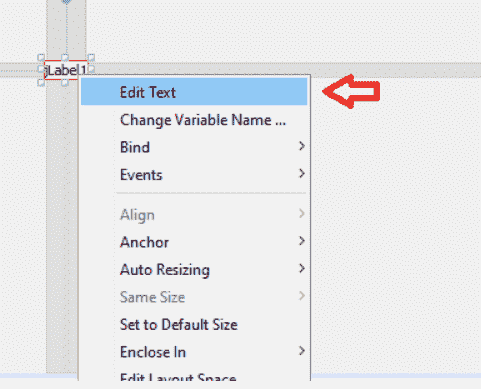 jLabel1
Edit Text
Change Variable Name ...
Bind
Events
Align
Anchor
Auto Resizing
Same Size
Set to Default Size
Enclose In
Edit Layout Space